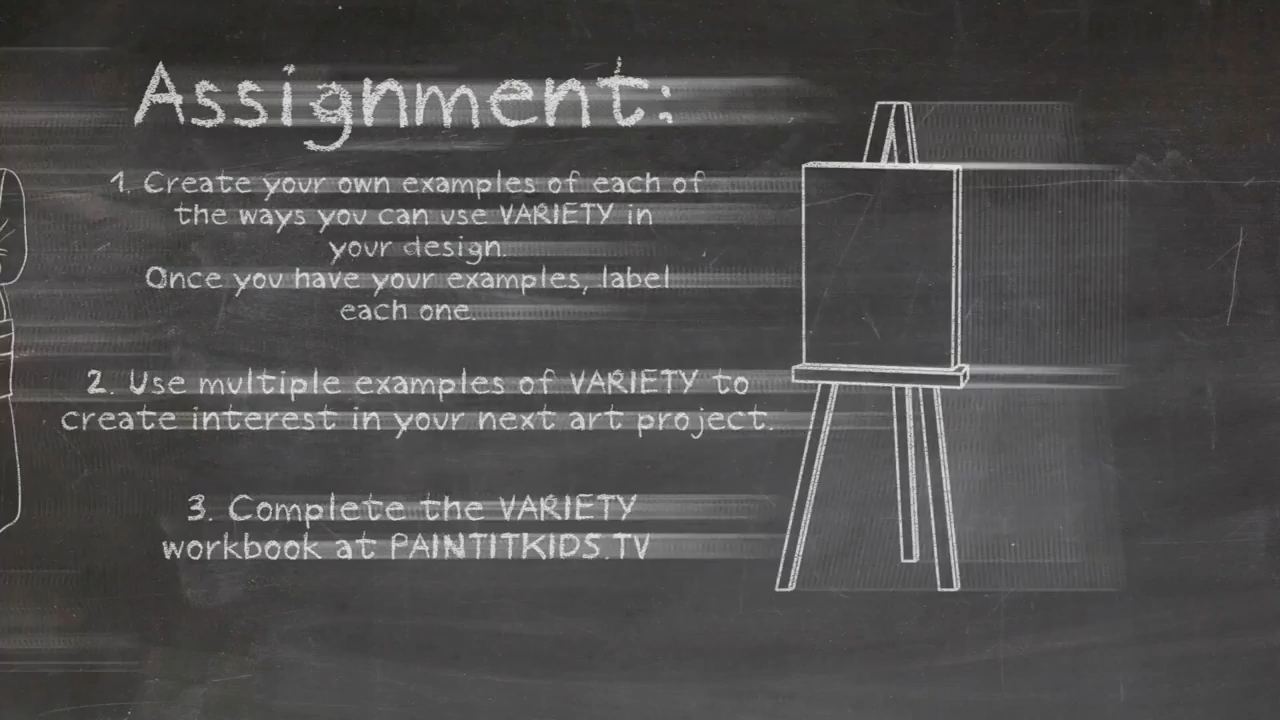 Assignment:
1. Create your own examples of each of
the ways you can use VARIETY in
your design.
Once you have your examples, label
each one.
2. Use multiple examples of VARIETY to
create interest in your next art project.
3. Complete the VARIETY
workbook at PAINTITKIDS.TV